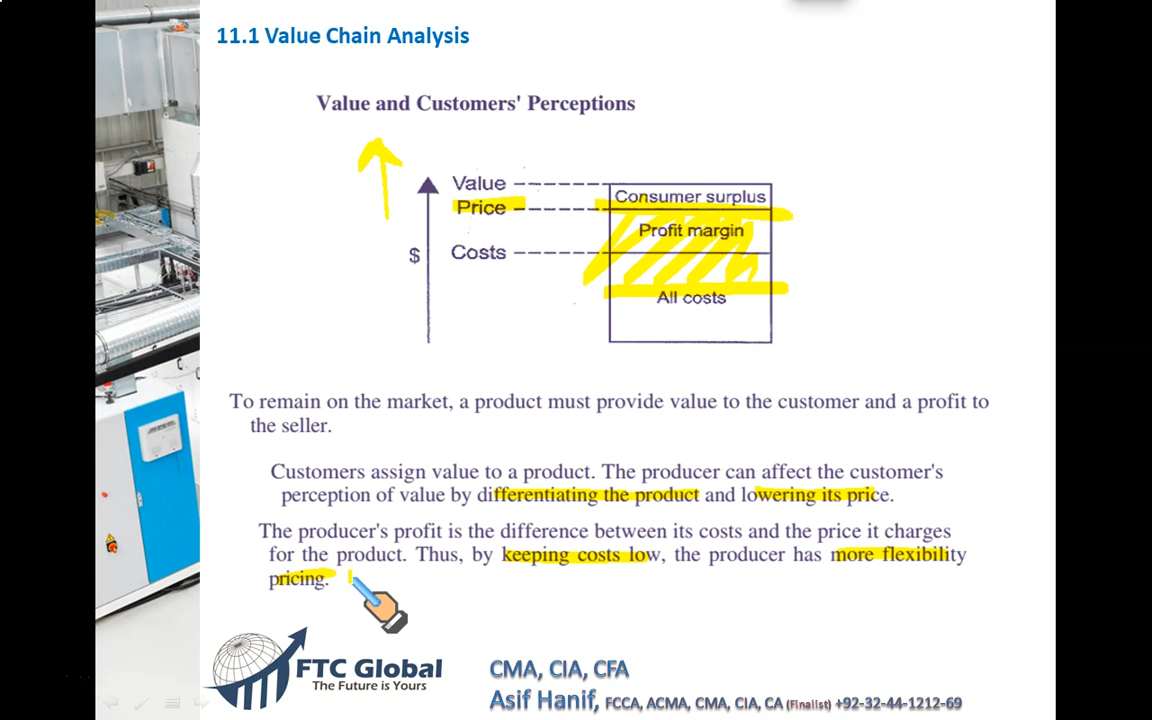 11.1 Value Chain Analysis
Value and Customers' Perceptions
Value
Consumer surplus
Price
Profit margin
$
Costs
All costs
To remain on the market, a product must provide value to the customer and a profit to
the seller.
Customers assign value to a product. The producer can affect the customer's
perception of value by differentiating the product and lowering its price.
The producer's profit is the difference between its costs and the price it charges
for the product. Thus, by keeping costs low, the producer has more flexibility
pricing.
FTC Global
The Future is Yours
CMA, CIA, CFA
Asif Hanif, FCCA, ACMA, CMA, CIA, CA (Finalist) +92-32-44-1212-69